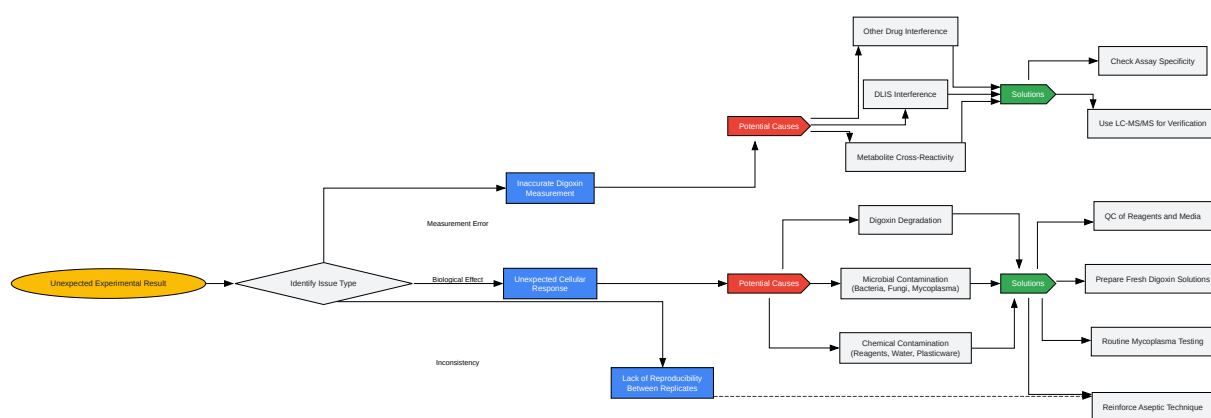 Other Drug Interference
Check Assay Specificity
DLIS Interference
Solutions
Use LC-MS/MS for Verification
Potential Causes
Metabolite Cross-Reactivity
Inaccurate Digoxin
Measurement
Measurement Error
Digoxin Degradation
QC of Reagents and Media
Unexpected Experimental Result
Identify Issue Type
Biological Effect
Unexpected Cellular
Response
Potential Causes
Microbial Contamination
(Bacteria, Fungi, Mycoplasma)
Solutions
Prepare Fresh Digoxin Solutions
Chemical Contamination
(Reagents, Water, Plasticware)
Routine Mycoplasma Testing
Inconsistency
Lack of Reproducibility
Between Replicates
Reinforce Aseptic Technique